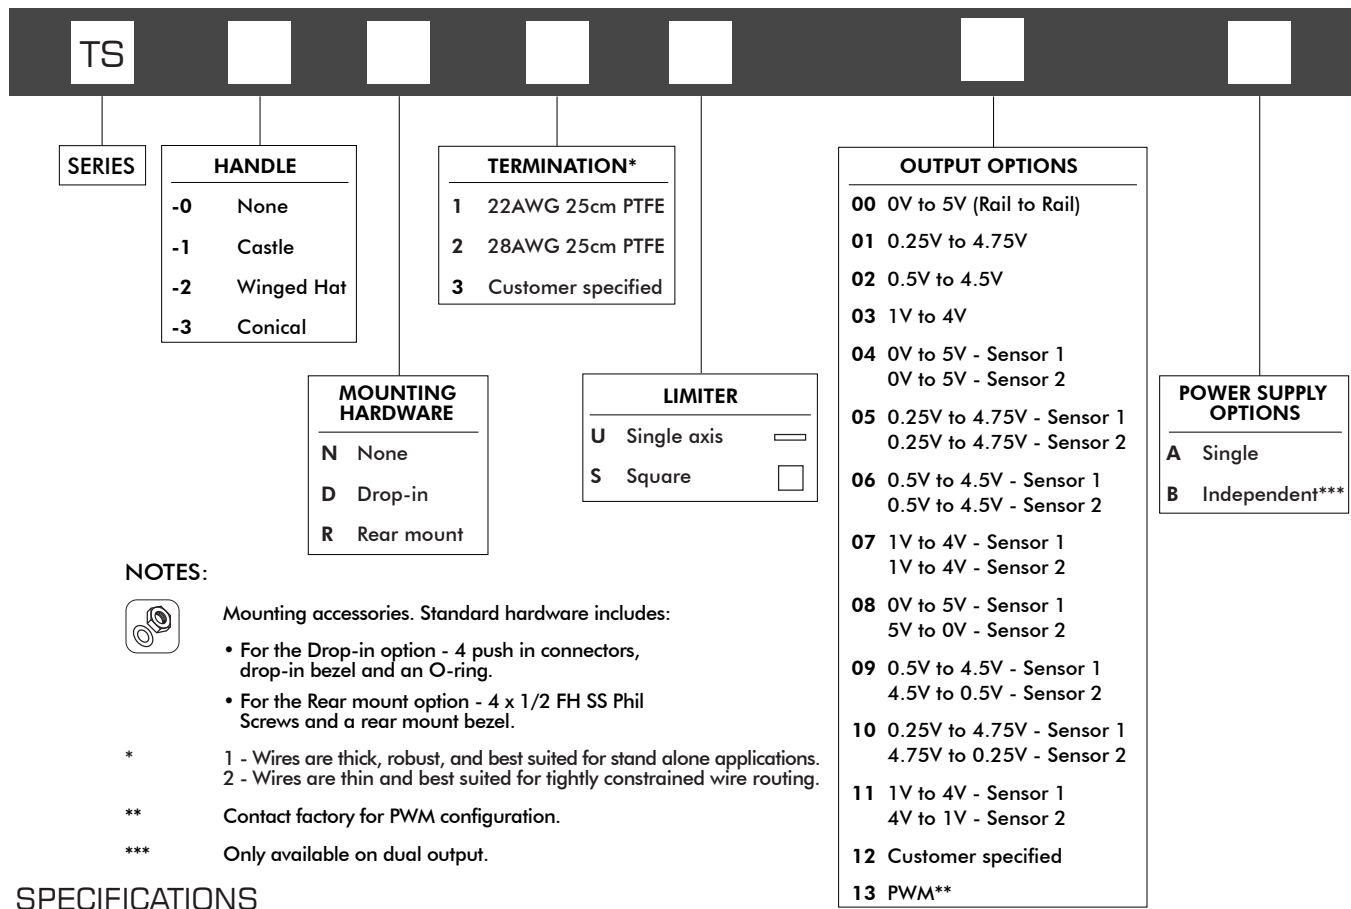 TS
SERIES
HANDLE
-0 None
-1 Castle
-2 Winged Hat
-3 Conical
MOUNTING
HARDWARE
N None
D Drop-in
R Rear mount
TERMINATION*
1 22AWG 25cm PTFE
2 28AWG 25cm PTFE
3 Customer specified
LIMITER
U Single axis
S Square
OUTPUT OPTIONS
00 0V to 5V (Rail to Rail)
01 0.25V to 4.75V
02 0.5V to 4.5V
03 1V to 4V
04 0V to 5V - Sensor 1
0V to 5V - Sensor 2
05 0.25V to 4.75V - Sensor 1
0.25V to 4.75V - Sensor 2
06 0.5V to 4.5V - Sensor 1
0.5V to 4.5V - Sensor 2
07 1V to 4V - Sensor 1
1V to 4V - Sensor 2
08 0V to 5V - Sensor 1
5V to 0V - Sensor 2
09 0.5V to 4.5V - Sensor 1
4.5V to 0.5V - Sensor 2
10 0.25V to 4.75V - Sensor 1
4.75V to 0.25V - Sensor 2
11 1V to 4V - Sensor 1
4V to 1V - Sensor 2
12 Customer specified
13 PWM**
POWER SUPPLY
OPTIONS
A Single
B Independent***
NOTES:
Mounting accessories. Standard hardware includes:
• For the Drop-in option - 4 push in connectors,
drop-in bezel and an O-ring.
• For the Rear mount option - 4 x 1/2 FH SS Phil
Screws and a rear mount bezel.
* 1 - Wires are thick, robust, and best suited for stand alone applications.
2 - Wires are thin and best suited for tightly constrained wire routing.
** Contact factory for PWM configuration.
*** Only available on dual output.
SPECIFICATIONS